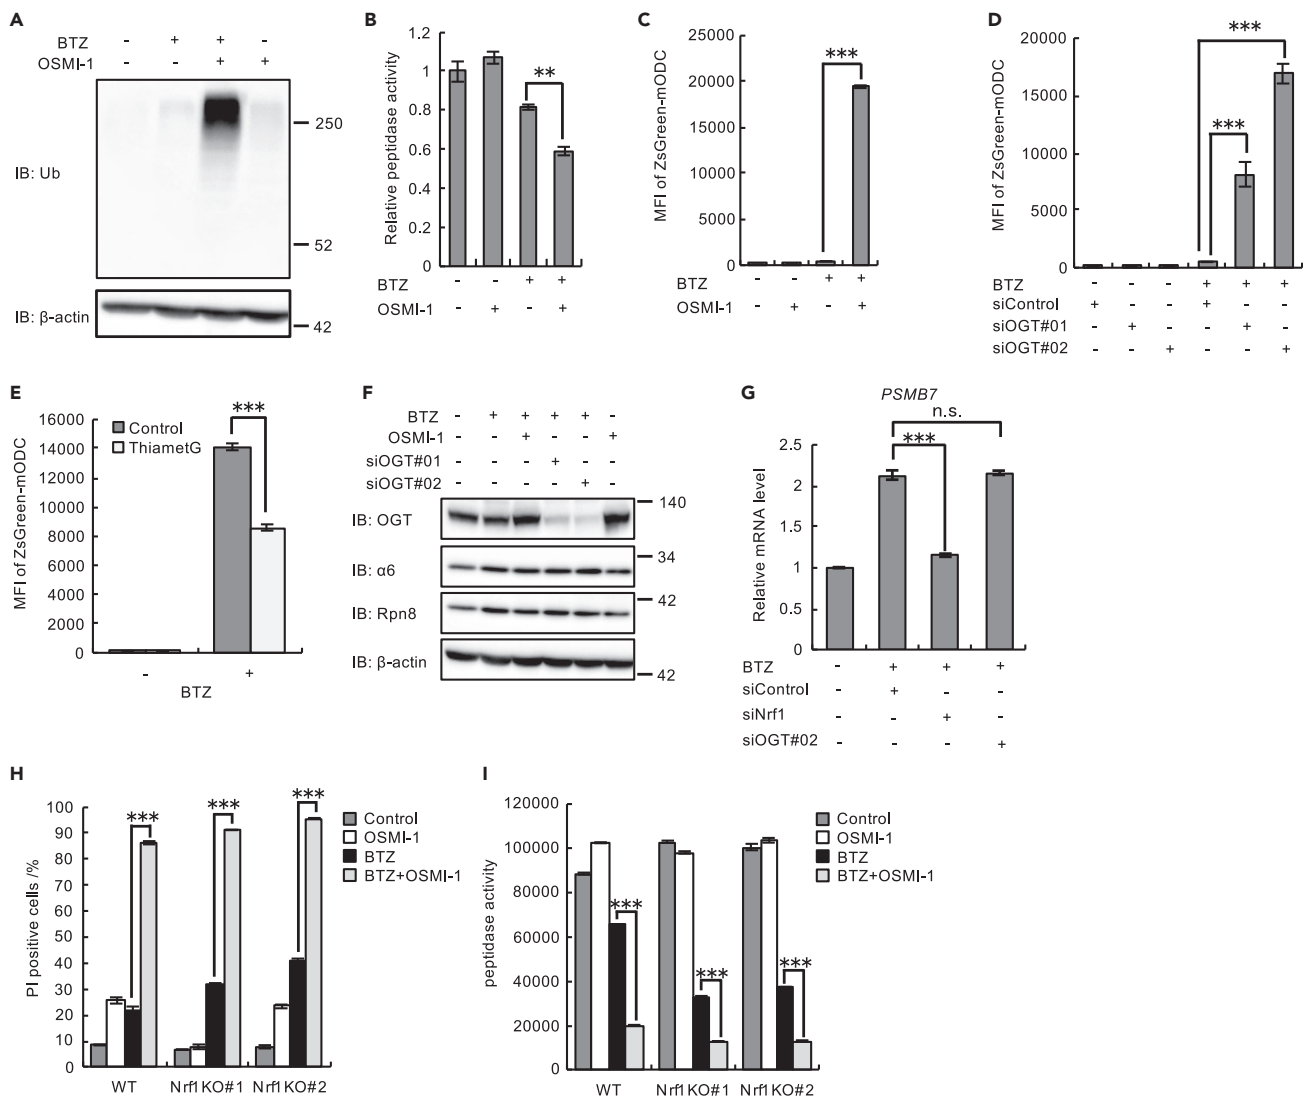 A
BTZ - + + -
OSMI-1 - - + +
IB: Ub
250
52
IB: β-actin
42
B
Relative peptidase activity
1.2
1
0.8
0.6
0.4
0.2
0
**
BTZ - - + +
OSMI-1 - + - +
C
MFI of ZsGreen-mODC
25000
20000
15000
10000
5000
0
***
BTZ - - + +
OSMI-1 - + - +
D
MFI of ZsGreen-mODC
20000
15000
10000
5000
0
***
***
BTZ - - - + + +
siControl + - - + - -
siOGT#01 - + - - + -
siOGT#02 - - + - - +
E
MFI of ZsGreen-mODC
16000
14000
12000
10000
8000
6000
4000
2000
0
***
Control
ThiametG
- +
BTZ
F
BTZ - + + + + -
OSMI-1 - - + - - +
siOGT#01 - - - + - -
siOGT#02 - - - - + -
IB: OGT
140
IB: α6
34
IB: Rpn8
42
IB: β-actin
42
G
PSMB7
n.s.
***
Relative mRNA level
2.5
2
1.5
1
0.5
0
BTZ - + + +
siControl - + - -
siNrf1 - - + -
siOGT#02 - - - +
H
PI positive cells /%
100
90
80
70
60
50
40
30
20
10
0
***
***
***
Control
OSMI-1
BTZ
BTZ+OSMI-1
WT Nrf1 KO#1 Nrf1 KO#2
I
peptidase activity
120000
100000
80000
60000
40000
20000
0
***
***
***
Control
OSMI-1
BTZ
BTZ+OSMI-1
WT Nrf1 KO#1 Nrf1 KO#2